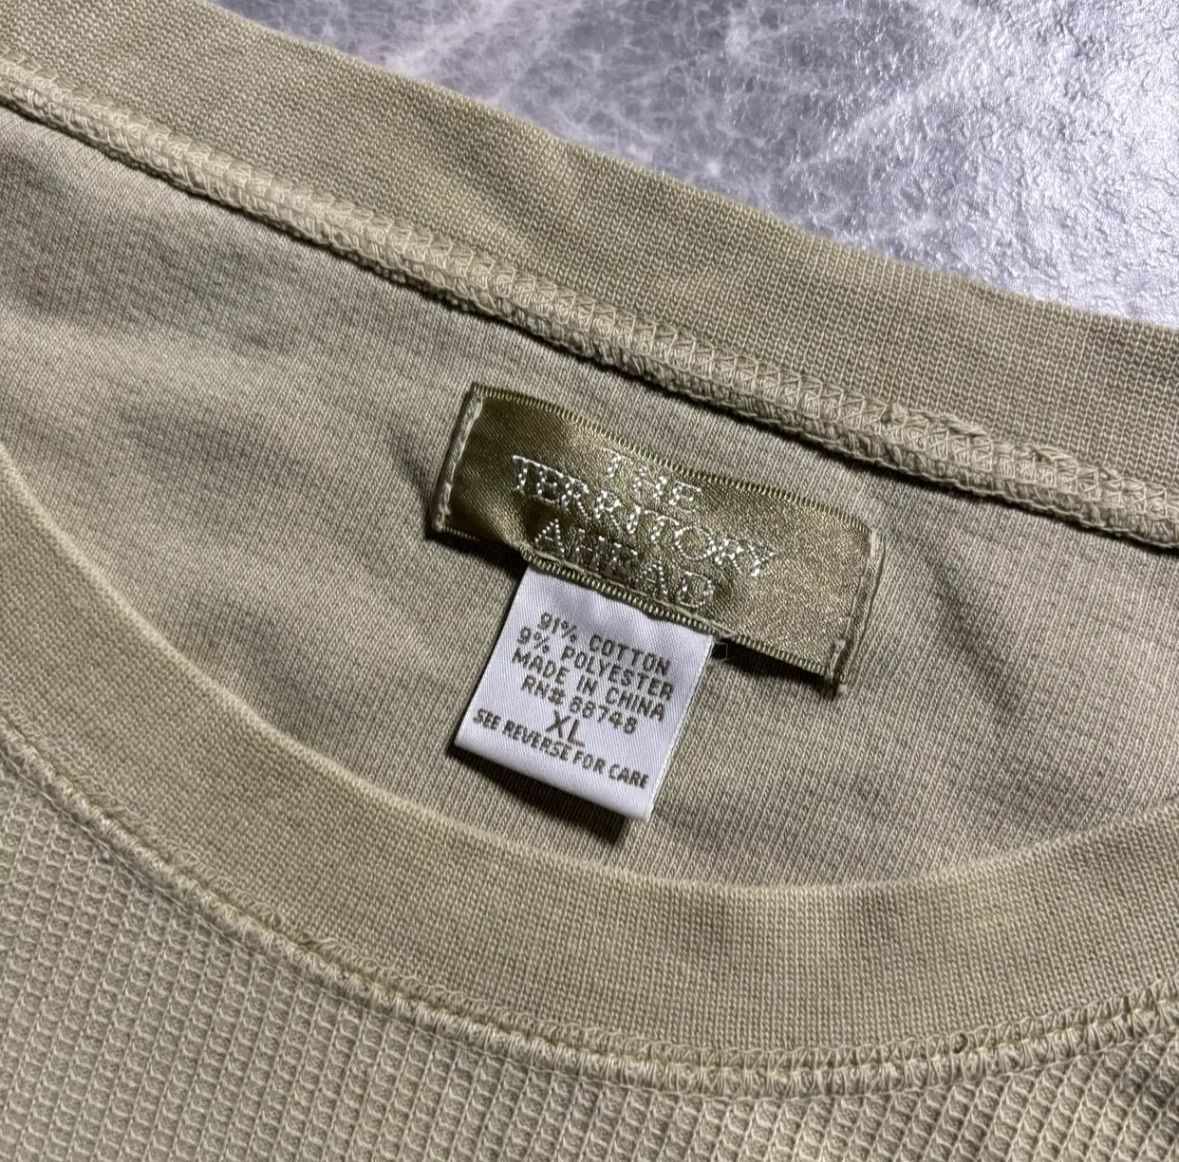 THE
TERRITORY
AHEAD
91% COTTON
9% POLYESTER
MADE IN CHINA
RN# 88748
XL
SEE REVERSE FOR CARE